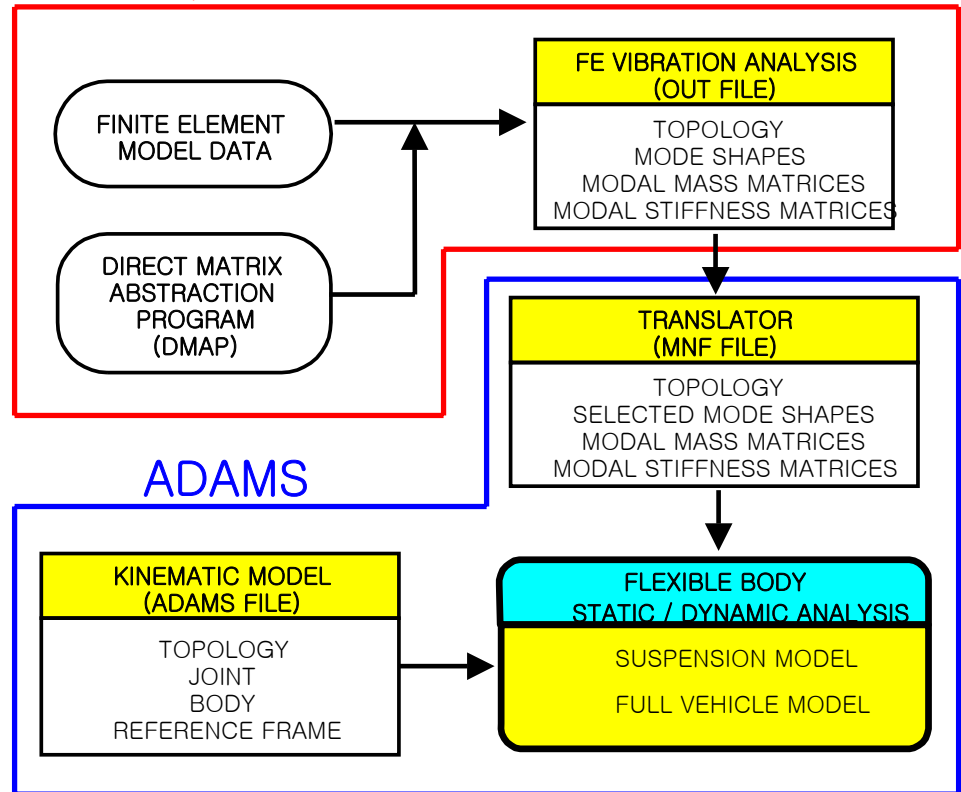 FINITE ELEMENT
MODEL DATA
DIRECT MATRIX
ABSTRACTION
PROGRAM
(DMAP)
FE VIBRATION ANALYSIS
(OUT FILE)
TOPOLOGY
MODE SHAPES
MODAL MASS MATRICES
MODAL STIFFNESS MATRICES
TRANSLATOR
(MNF FILE)
TOPOLOGY
SELECTED MODE SHAPES
MODAL MASS MATRICES
MODAL STIFFNESS MATRICES
ADAMS
KINEMATIC MODEL
(ADAMS FILE)
TOPOLOGY
JOINT
BODY
REFERENCE FRAME
FLEXIBLE BODY
STATIC / DYNAMIC ANALYSIS
SUSPENSION MODEL
FULL VEHICLE MODEL